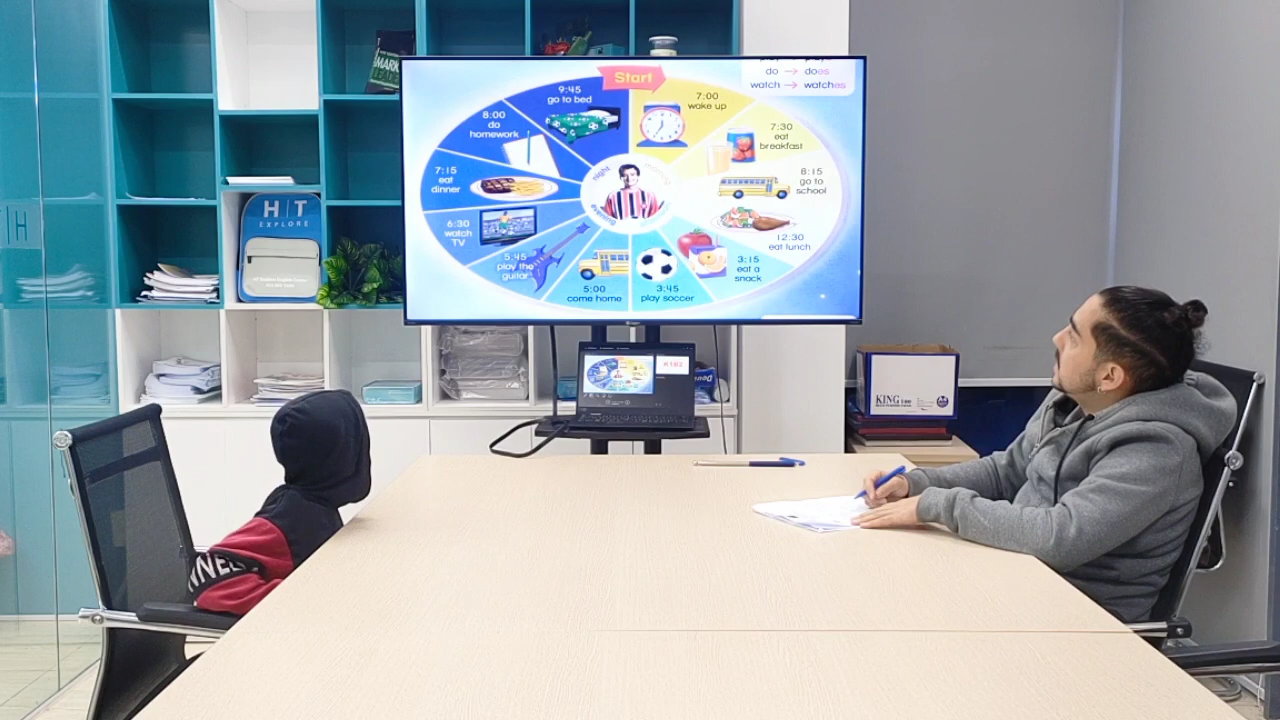 Start
do → does
watch → watches
7:00
wake up
7:30
eat
breakfast
8:15
go to
school
12:30
eat lunch
3:15
eat a
snack
3:45
play soccer
5:00
come home
5:45
play the
guitar
6:30
watch
TV
7:15
eat
dinner
8:00
do
homework
9:45
go to bed
night
H|T
EXPLORE
KING